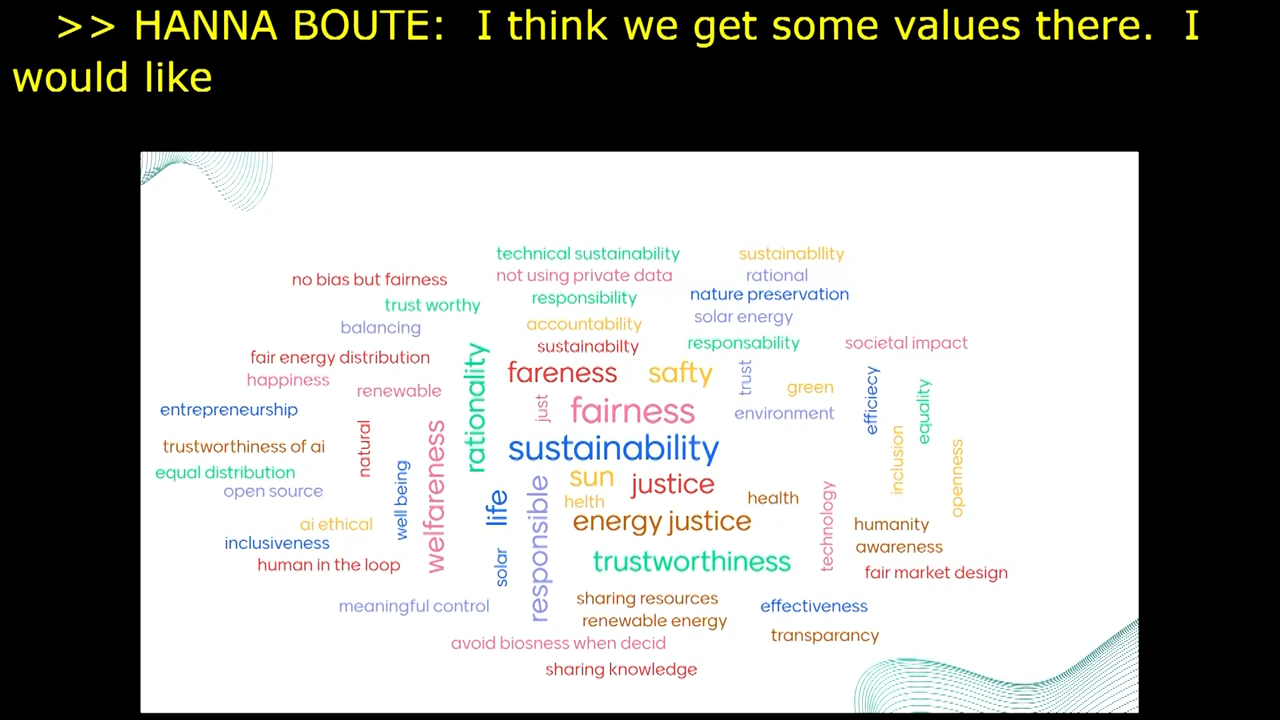 >> HANNA BOUTE:  I think we get some values there.  I
would like
technical sustainability
sustainabllity
no bias but fairness
not using private data
rational
trust worthy
responsibility
nature preservation
balancing
accountability
solar energy
fair energy distribution
sustainabilty
responsability
societal impact
happiness
renewable
rationality
fareness
safty
trust
green
efficiecy
equality
entrepreneurship
just
fairness
environment
trustworthiness of ai
natural
sustainability
inclusion
openness
equal distribution
well being
welfareness
sun
justice
open source
life
responsible
helth
health
technology
ai ethical
energy justice
humanity
inclusiveness
awareness
human in the loop
solar
trustworthiness
fair market design
meaningful control
sharing resources
effectiveness
renewable energy
transparancy
avoid biosness when decid
sharing knowledge